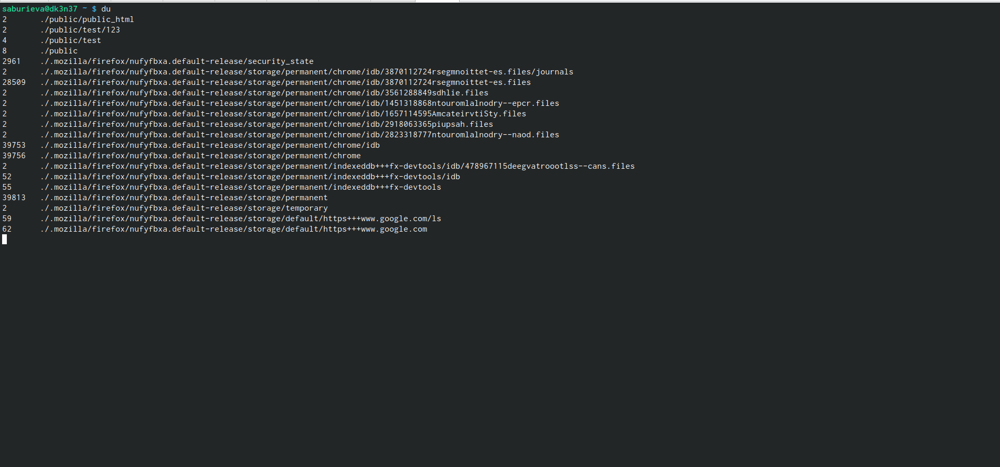 saburieva@dk3n37 ~ $ du
2       ./public/public_html
2       ./public/test/123
4       ./public/test
8       ./public
2961    ./.mozilla/firefox/nufyfbxa.default-release/security_state
2       ./.mozilla/firefox/nufyfbxa.default-release/storage/permanent/chrome/idb/3870112724rsegmnoittet-es.files/journals
28509   ./.mozilla/firefox/nufyfbxa.default-release/storage/permanent/chrome/idb/3870112724rsegmnoittet-es.files
2       ./.mozilla/firefox/nufyfbxa.default-release/storage/permanent/chrome/idb/3561288849sdhlie.files
2       ./.mozilla/firefox/nufyfbxa.default-release/storage/permanent/chrome/idb/1451318868ntouromlalnodry--epcr.files
2       ./.mozilla/firefox/nufyfbxa.default-release/storage/permanent/chrome/idb/1657114595AmcateirvtiSty.files
2       ./.mozilla/firefox/nufyfbxa.default-release/storage/permanent/chrome/idb/2918063365piupsah.files
2       ./.mozilla/firefox/nufyfbxa.default-release/storage/permanent/chrome/idb/2823318777ntouromlalnodry--naod.files
39753   ./.mozilla/firefox/nufyfbxa.default-release/storage/permanent/chrome/idb
39756   ./.mozilla/firefox/nufyfbxa.default-release/storage/permanent/chrome
2       ./.mozilla/firefox/nufyfbxa.default-release/storage/permanent/indexeddb+++fx-devtools/idb/478967115deegvatroootlss--cans.files
52      ./.mozilla/firefox/nufyfbxa.default-release/storage/permanent/indexeddb+++fx-devtools/idb
55      ./.mozilla/firefox/nufyfbxa.default-release/storage/permanent/indexeddb+++fx-devtools
39813   ./.mozilla/firefox/nufyfbxa.default-release/storage/permanent
2       ./.mozilla/firefox/nufyfbxa.default-release/storage/temporary
59      ./.mozilla/firefox/nufyfbxa.default-release/storage/default/https+++www.google.com/ls
62      ./.mozilla/firefox/nufyfbxa.default-release/storage/default/https+++www.google.com